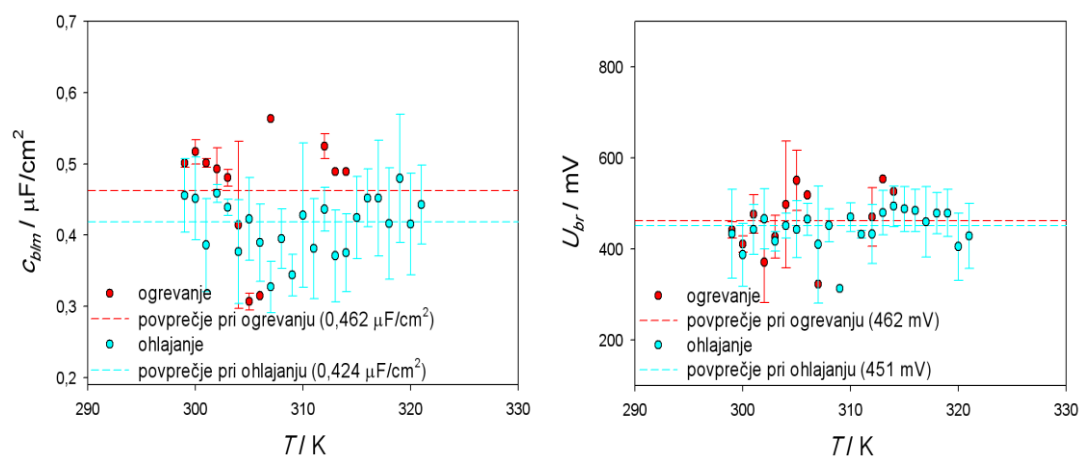 0,7
0,6
0,5
0,4
0,3
0,2
c_blm / µF/cm²
ogrevanje
povprečje pri ogrevanju (0,462 µF/cm²)
ohlajanje
povprečje pri ohlajanju (0,424 µF/cm²)
290 300 310 320 330
T / K
800
600
400
200
U_br / mV
ogrevanje
povprečje pri ogrevanju (462 mV)
ohlajanje
povprečje pri ohlajanju (451 mV)
290 300 310 320 330
T / K